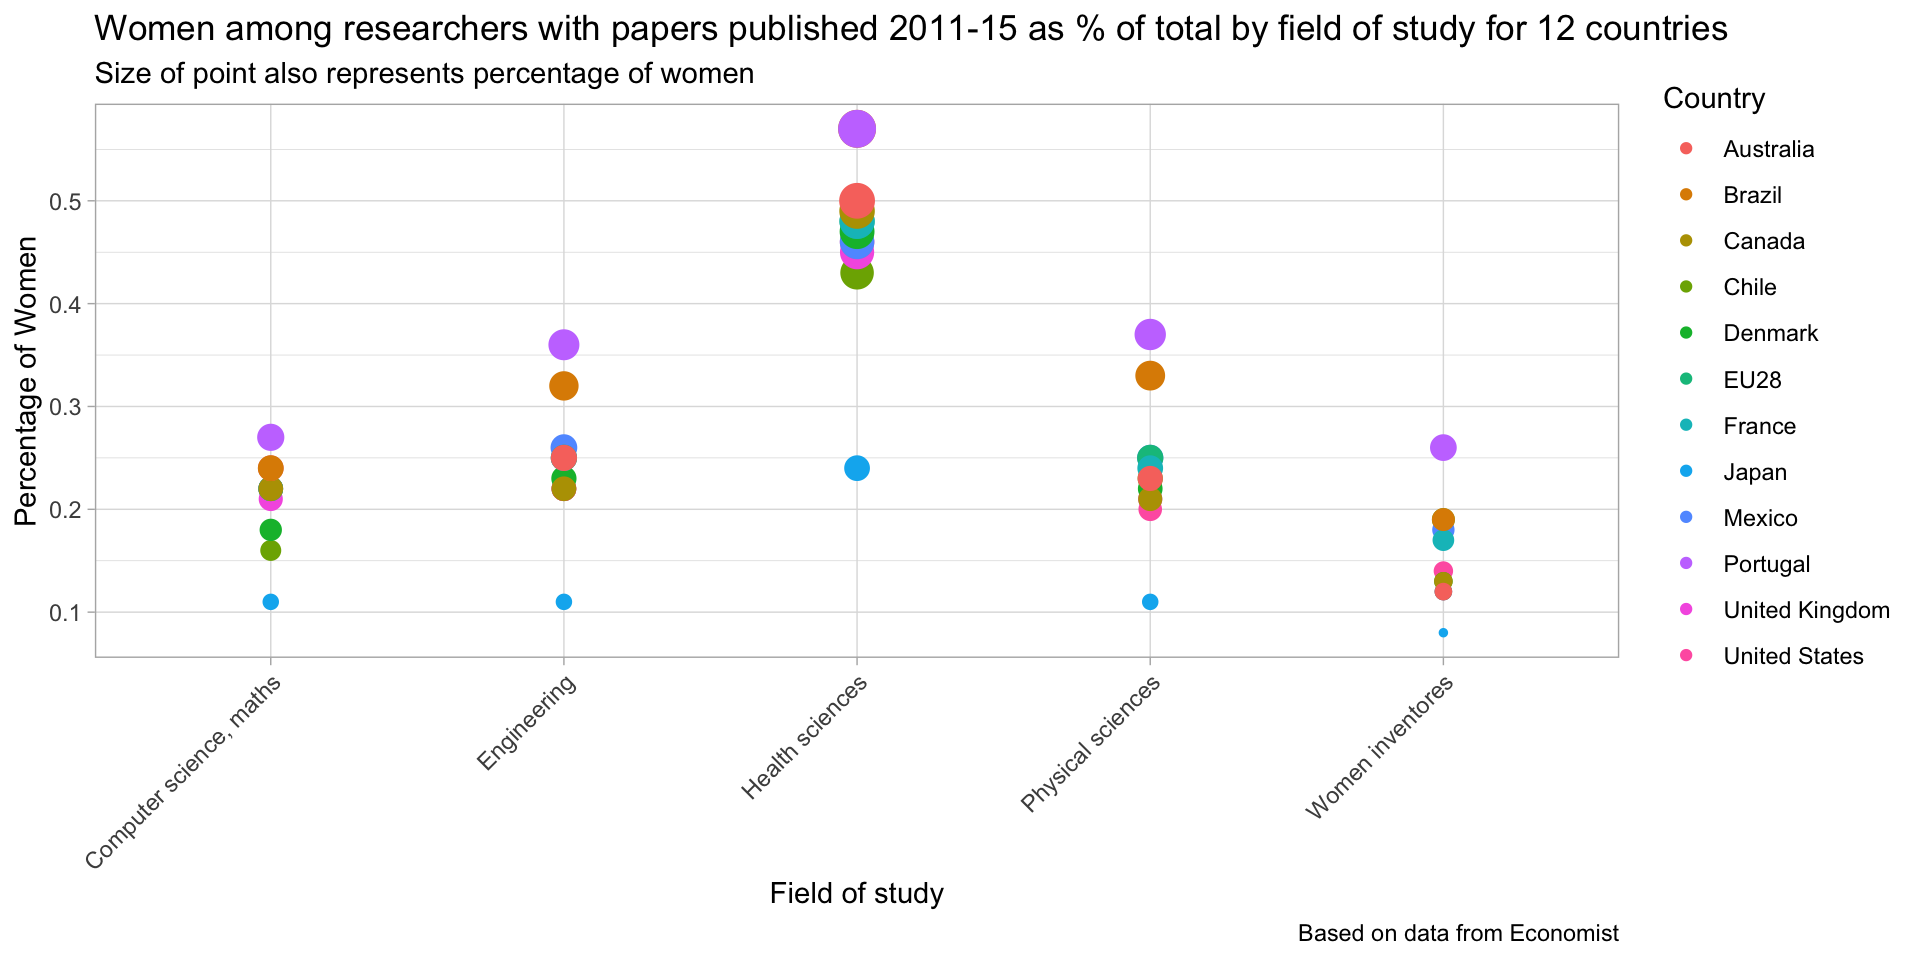 Women among researchers with papers published 2011-15 as % of total by field of study for 12 countries
Size of point also represents percentage of women
Percentage of Women
0.5
0.4
0.3
0.2
0.1
Computer science, maths
Engineering
Health sciences
Physical sciences
Women inventores
Field of study
Country
Australia
Brazil
Canada
Chile
Denmark
EU28
France
Japan
Mexico
Portugal
United Kingdom
United States
Based on data from Economist